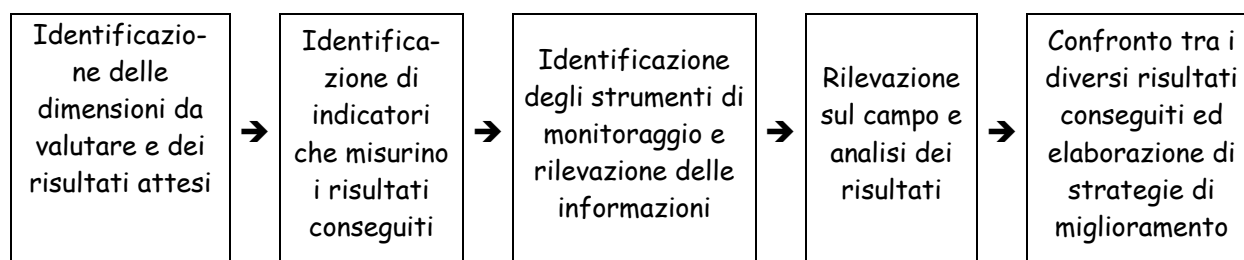 Identificazio-
ne delle
dimensioni da
valutare e dei
risultati attesi
➔
Identifica-
zione di
indicatori
che misurino
i risultati
conseguiti
➔
Identificazione
degli strumenti di
monitoraggio e
rilevazione delle
informazioni
➔
Rilevazione
sul campo e
analisi dei
risultati
➔
Confronto tra i
diversi risultati
conseguiti ed
elaborazione di
strategie di
miglioramento